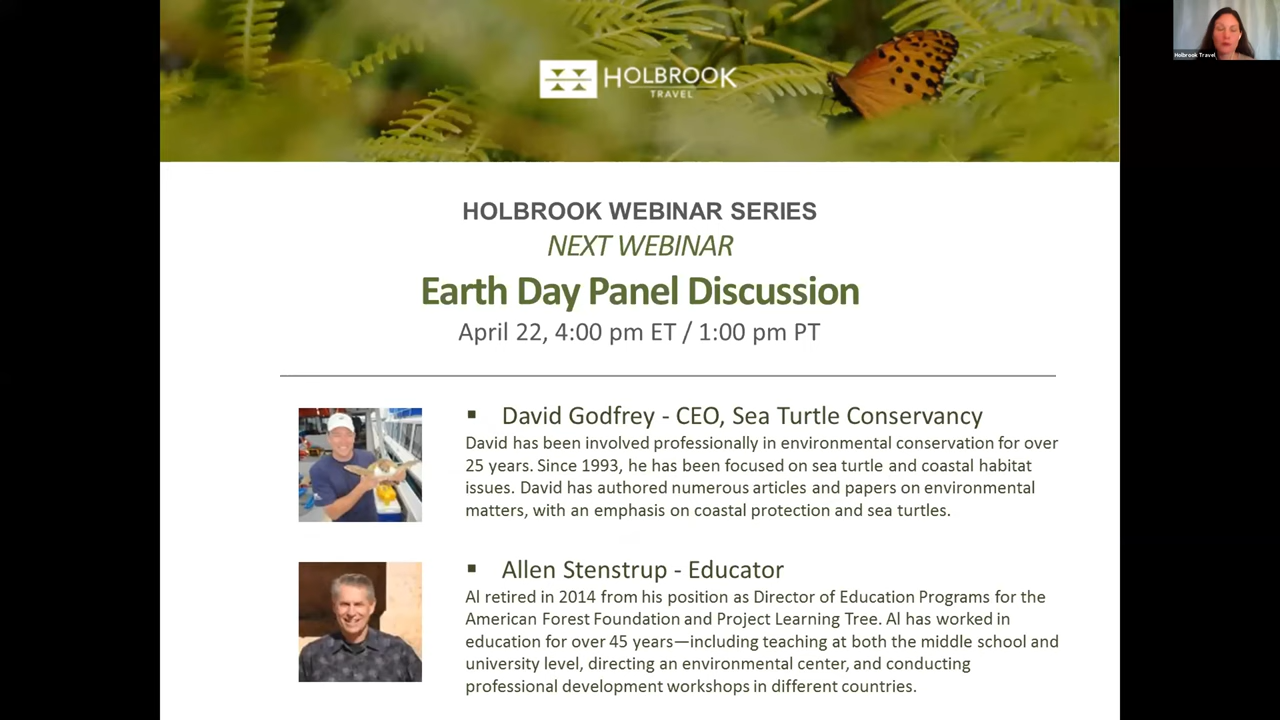 HOLBROOK
TRAVEL
Holbrook Travel
HOLBROOK WEBINAR SERIES
NEXT WEBINAR
Earth Day Panel Discussion
April 22, 4:00 pm ET / 1:00 pm PT
▪ David Godfrey - CEO, Sea Turtle Conservancy
David has been involved professionally in environmental conservation for over
25 years. Since 1993, he has been focused on sea turtle and coastal habitat
issues. David has authored numerous articles and papers on environmental
matters, with an emphasis on coastal protection and sea turtles.
▪ Allen Stenstrup - Educator
Al retired in 2014 from his position as Director of Education Programs for the
American Forest Foundation and Project Learning Tree. Al has worked in
education for over 45 years—including teaching at both the middle school and
university level, directing an environmental center, and conducting
professional development workshops in different countries.